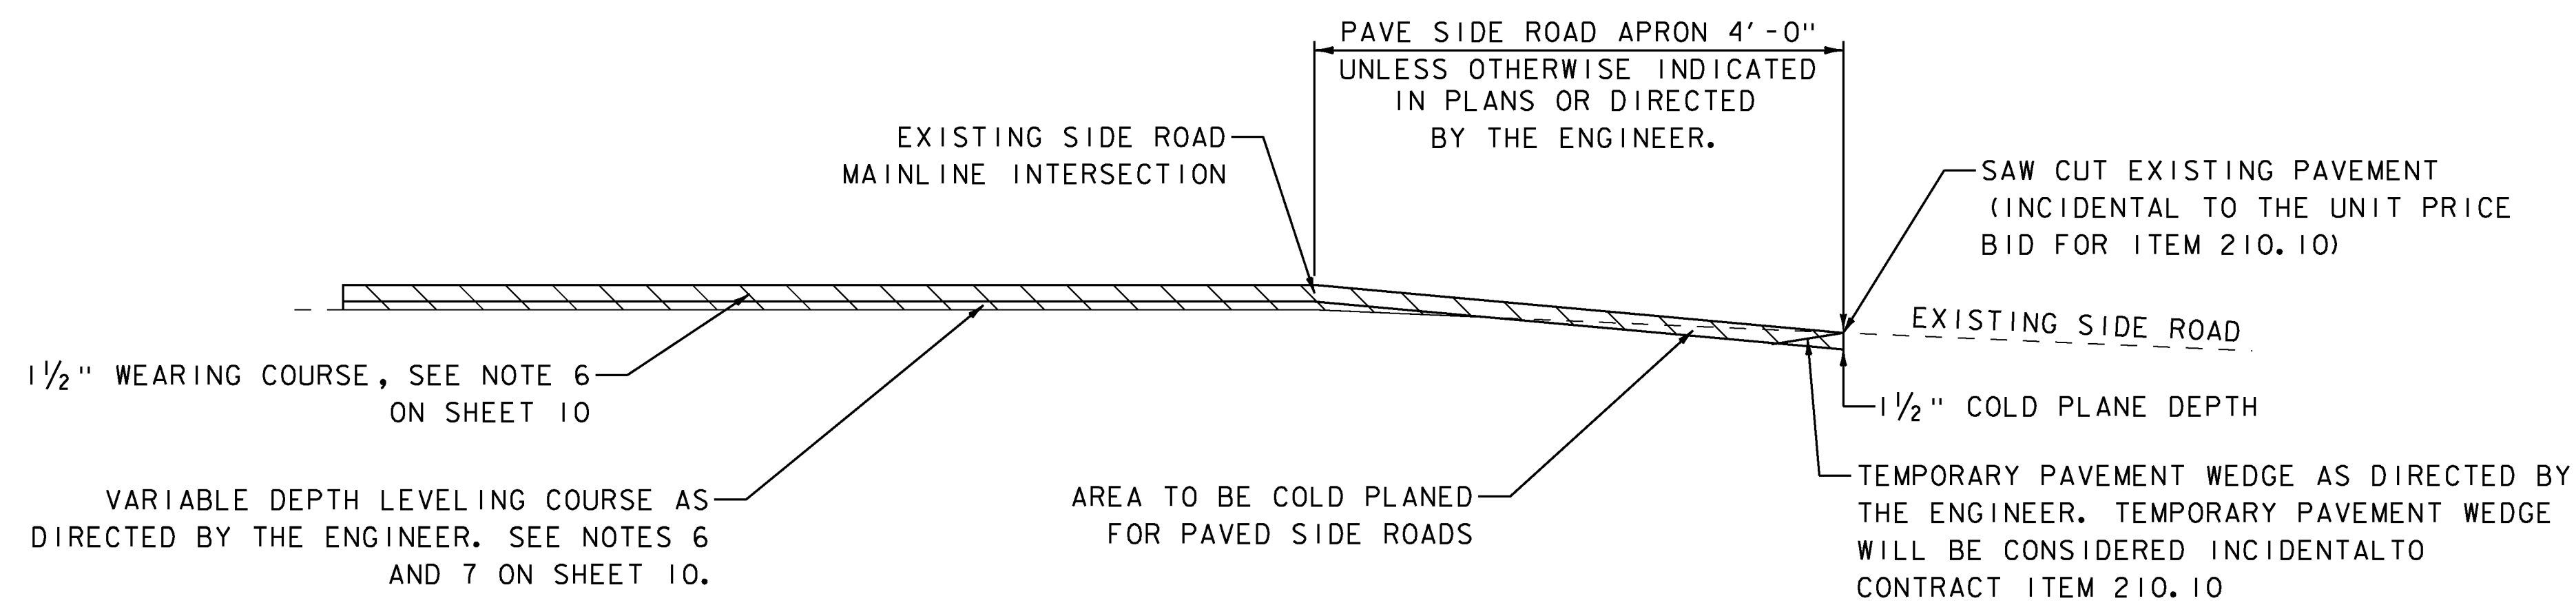 PAVE SIDE ROAD APRON 4'-0"
UNLESS OTHERWISE INDICATED
IN PLANS OR DIRECTED
BY THE ENGINEER.
EXISTING SIDE ROAD
MAINLINE INTERSECTION
SAW CUT EXISTING PAVEMENT
(INCIDENTAL TO THE UNIT PRICE
BID FOR ITEM 210.10)
EXISTING SIDE ROAD
1½" WEARING COURSE, SEE NOTE 6
ON SHEET 10
1½" COLD PLANE DEPTH
VARIABLE DEPTH LEVELING COURSE AS
DIRECTED BY THE ENGINEER. SEE NOTES 6
AND 7 ON SHEET 10.
AREA TO BE COLD PLANED
FOR PAVED SIDE ROADS
TEMPORARY PAVEMENT WEDGE AS DIRECTED BY
THE ENGINEER. TEMPORARY PAVEMENT WEDGE
WILL BE CONSIDERED INCIDENTALTO
CONTRACT ITEM 210.10